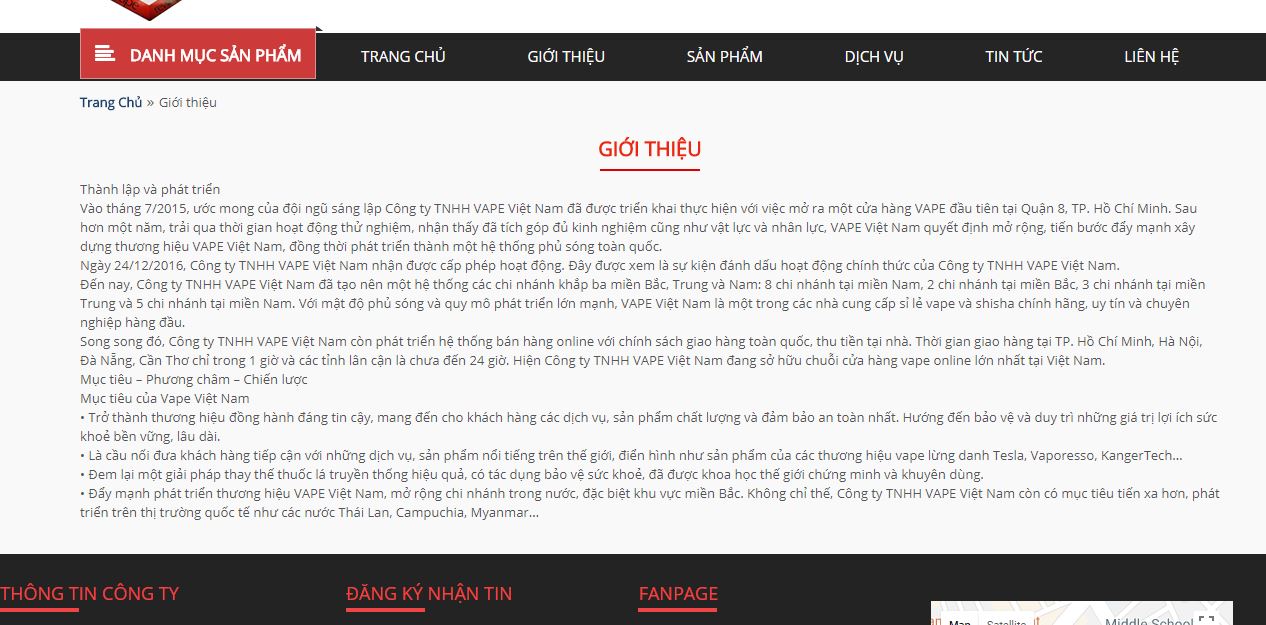 DANH MỤC SẢN PHẨM
TRANG CHỦ
GIỚI THIỆU
SẢN PHẨM
DỊCH VỤ
TIN TỨC
LIÊN HỆ
Trang Chủ » Giới thiệu
GIỚI THIỆU
Thành lập và phát triển
Vào tháng 7/2015, ước mong của đội ngũ sáng lập Công ty TNHH VAPE Việt Nam đã được triển khai thực hiện với việc mở ra một cửa hàng VAPE đầu tiên tại Quận 8, TP. Hồ Chí Minh. Sau
hơn một năm, trải qua thời gian hoạt động thử nghiệm, nhận thấy đã tích góp đủ kinh nghiệm cũng như vật lực và nhân lực, VAPE Việt Nam quyết định mở rộng, tiến bước đẩy mạnh xây
dựng thương hiệu VAPE Việt Nam, đồng thời phát triển thành một hệ thống phủ sóng toàn quốc.
Ngày 24/12/2016, Công ty TNHH VAPE Việt Nam nhận được cấp phép hoạt động. Đây được xem là sự kiện đánh dấu hoạt động chính thức của Công ty TNHH VAPE Việt Nam.
Đến nay, Công ty TNHH VAPE Việt Nam đã tạo nên một hệ thống các chi nhánh khắp ba miền Bắc, Trung và Nam: 8 chi nhánh tại miền Nam, 2 chi nhánh tại miền Bắc, 3 chi nhánh tại miền
Trung và 5 chi nhánh tại miền Nam. Với mật độ phủ sóng và quy mô phát triển lớn mạnh, VAPE Việt Nam là một trong các nhà cung cấp sỉ lẻ vape và shisha chính hãng, uy tín và chuyên
nghiệp hàng đầu.
Song song đó, Công ty TNHH VAPE Việt Nam còn phát triển hệ thống bán hàng online với chính sách giao hàng toàn quốc, thu tiền tại nhà. Thời gian giao hàng tại TP. Hồ Chí Minh, Hà Nội,
Đà Nẵng, Cần Thơ chỉ trong 1 giờ và các tỉnh lân cận là chưa đến 24 giờ. Hiện Công ty TNHH VAPE Việt Nam đang sở hữu chuỗi cửa hàng vape online lớn nhất tại Việt Nam.
Mục tiêu – Phương châm – Chiến lược
Mục tiêu của Vape Việt Nam
• Trở thành thương hiệu đồng hành đáng tin cậy, mang đến cho khách hàng các dịch vụ, sản phẩm chất lượng và đảm bảo an toàn nhất. Hướng đến bảo vệ và duy trì những giá trị lợi ích sức
khoẻ bền vững, lâu dài.
• Là cầu nối đưa khách hàng tiếp cận với những dịch vụ, sản phẩm nổi tiếng trên thế giới, điển hình như sản phẩm của các thương hiệu vape lừng danh Tesla, Vaporesso, KangerTech...
• Đem lại một giải pháp thay thế thuốc lá truyền thống hiệu quả, có tác dụng bảo vệ sức khoẻ, đã được khoa học thế giới chứng minh và khuyên dùng.
• Đẩy mạnh phát triển thương hiệu VAPE Việt Nam, mở rộng chi nhánh trong nước, đặc biệt khu vực miền Bắc. Không chỉ thế, Công ty TNHH VAPE Việt Nam còn có mục tiêu tiến xa hơn, phát
triển trên thị trường quốc tế như các nước Thái Lan, Campuchia, Myanmar...
THÔNG TIN CÔNG TY
ĐĂNG KÝ NHẬN TIN
FANPAGE
Map
Satellite
Middle School